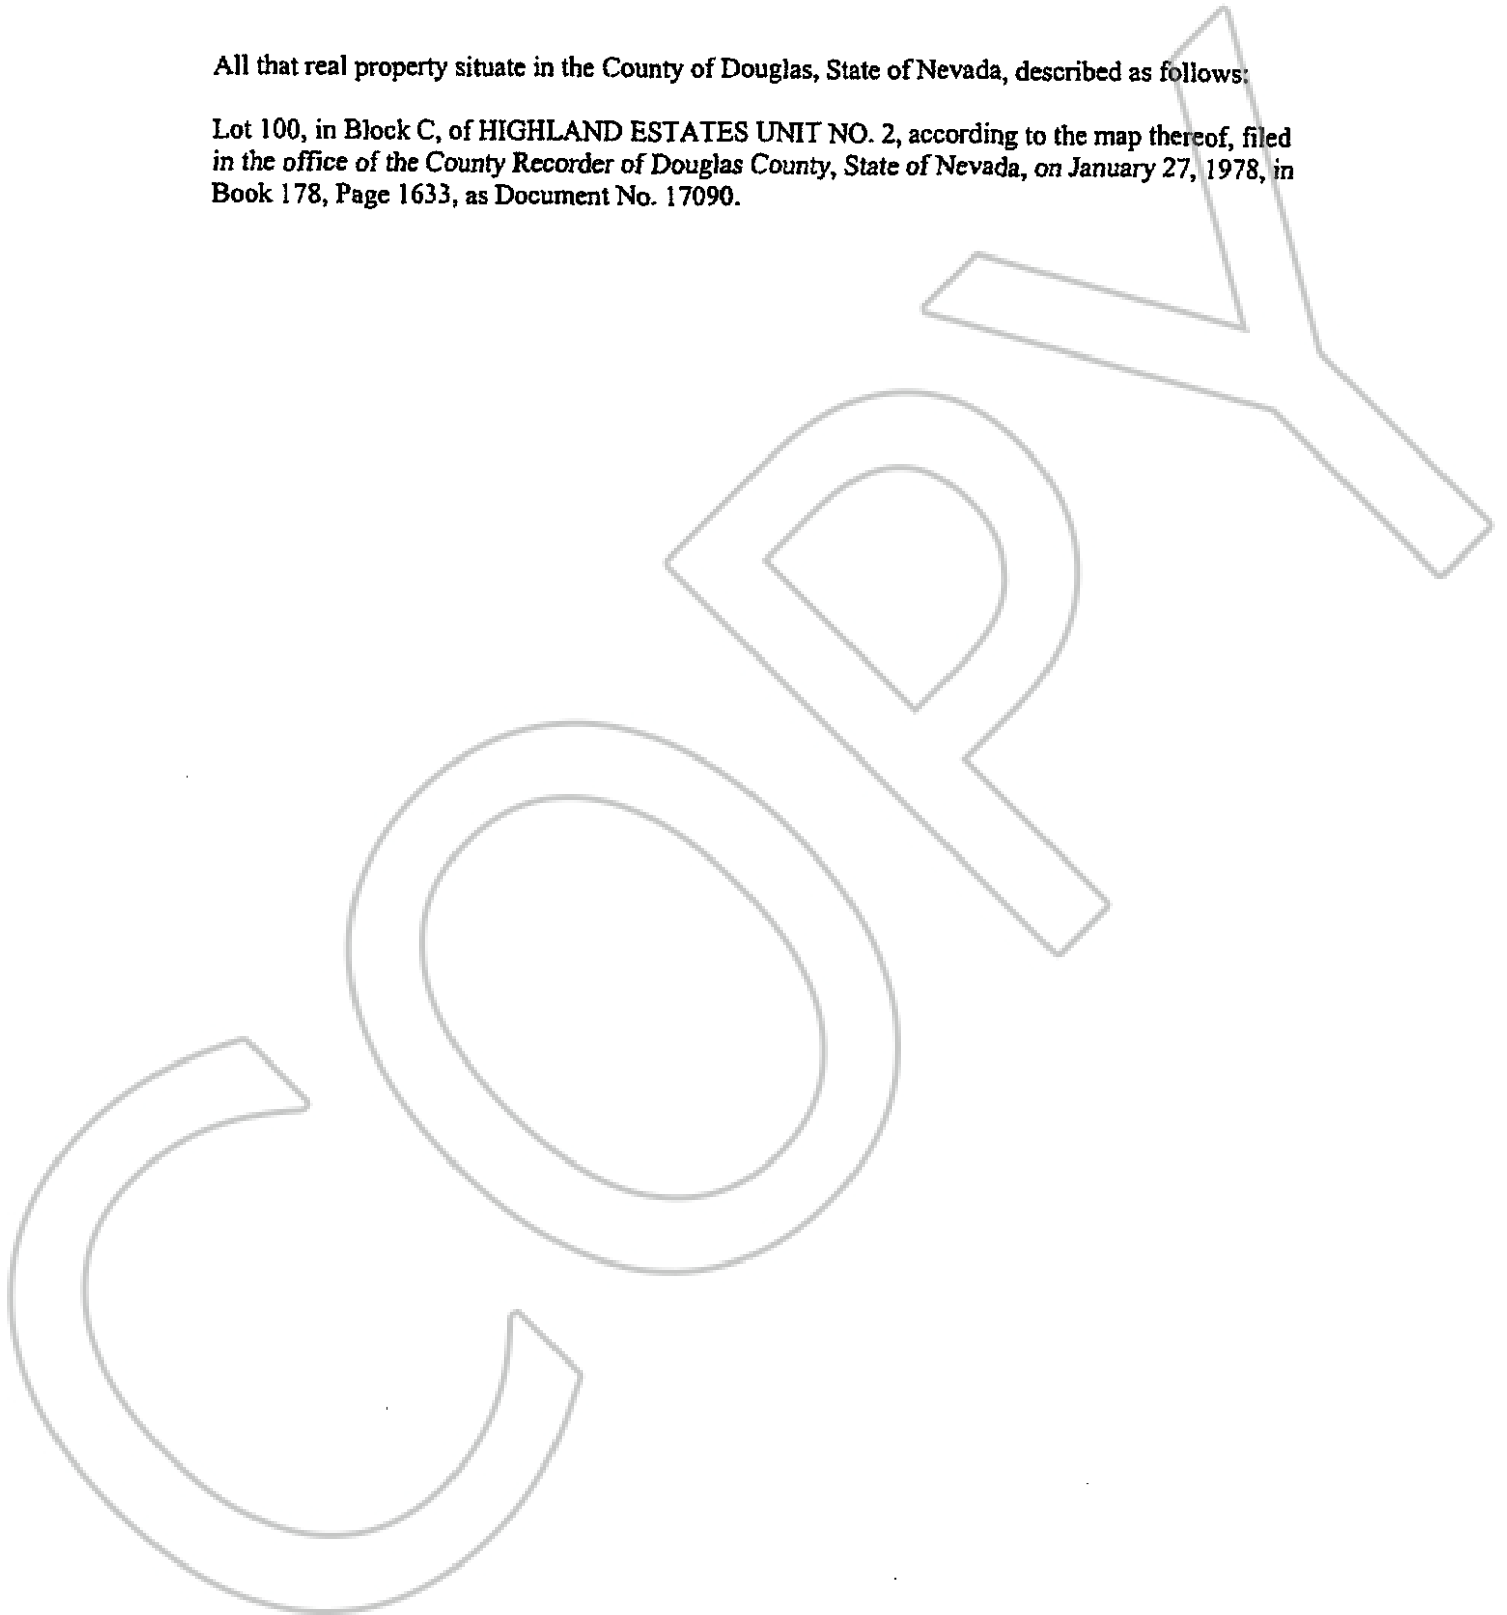 All that real property situate in the County of Douglas, State of Nevada, described as follows:
Lot 100, in Block C, of HIGHLAND ESTATES UNIT NO. 2, according to the map thereof, filed
in the office of the County Recorder of Douglas County, State of Nevada, on January 27, 1978, in
Book 178, Page 1633, as Document No. 17090.
COPY